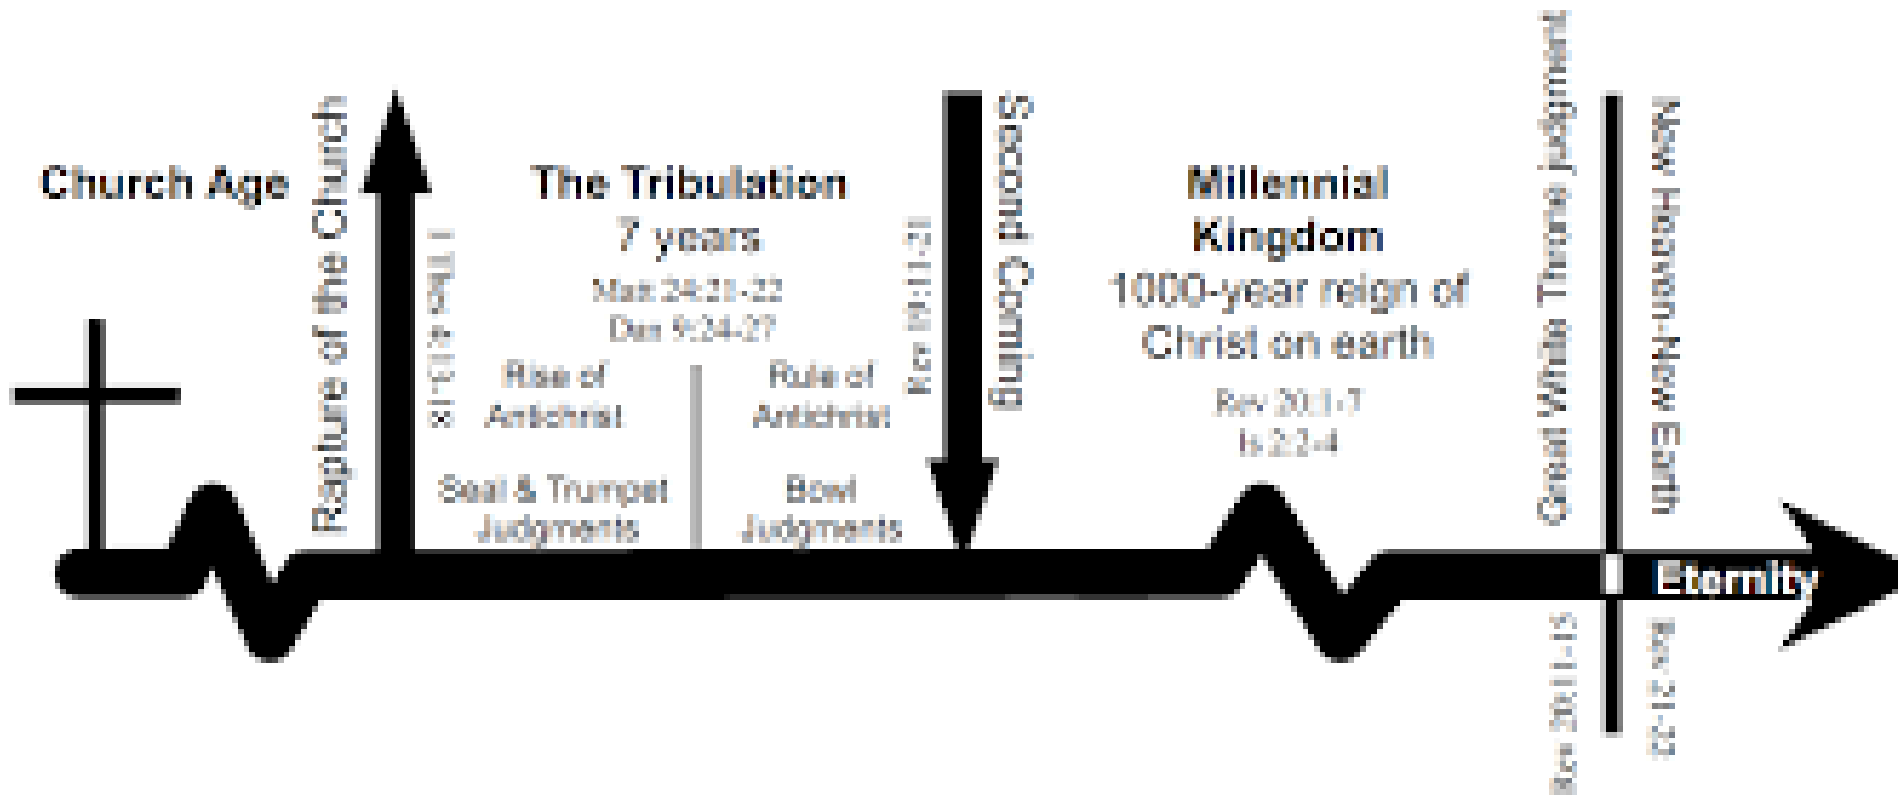 Church Age
Rapture of the Church
1 Thes 4:13-18
The Tribulation
7 years
Matt 24:21-22
Dan 9:24-27
Rise of
Antichrist
Seal & Trumpet
Judgments
Rule of
Antichrist
Bowl
Judgments
Rev 19:11-21
Second Coming
Millennial
Kingdom
1000-year reign of
Christ on earth
Rev 20:1-7
Is 2:2-4
Great White Throne judgment
Rev 20:11-15
New Heaven-New Earth
Eternity
Rev 21-22